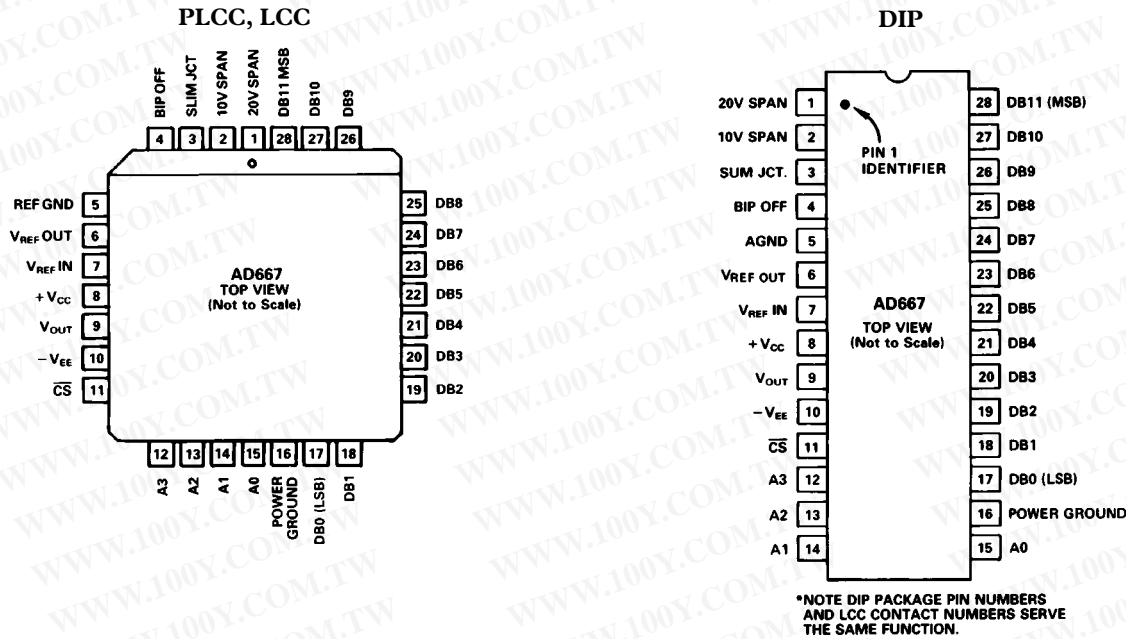 PLCC, LCC
BIP OFF
SLIM JCT
10V SPAN
20V SPAN
DB11 MSB
DB10
DB9
4 3 2 1 28 27 26
REF GND 5
VREF OUT 6
VREF IN 7
+VCC 8
VOUT 9
−VEE 10
CS 11
25 DB8
24 DB7
23 DB6
22 DB5
21 DB4
20 DB3
19 DB2
AD667
TOP VIEW
(Not to Scale)
12 13 14 15 16 17 18
A3
A2
A1
A0
POWER
GROUND
DB0 (LSB)
DB1
DIP
20V SPAN 1
10V SPAN 2
SUM JCT. 3
BIP OFF 4
AGND 5
VREF OUT 6
VREF IN 7
+VCC 8
VOUT 9
−VEE 10
CS 11
A3 12
A2 13
A1 14
PIN 1
IDENTIFIER
AD667
TOP VIEW
(Not to Scale)
28 DB11 (MSB)
27 DB10
26 DB9
25 DB8
24 DB7
23 DB6
22 DB5
21 DB4
20 DB3
19 DB2
18 DB1
17 DB0 (LSB)
16 POWER GROUND
15 A0
*NOTE DIP PACKAGE PIN NUMBERS
AND LCC CONTACT NUMBERS SERVE
THE SAME FUNCTION.
WWW.100Y.COM.TW